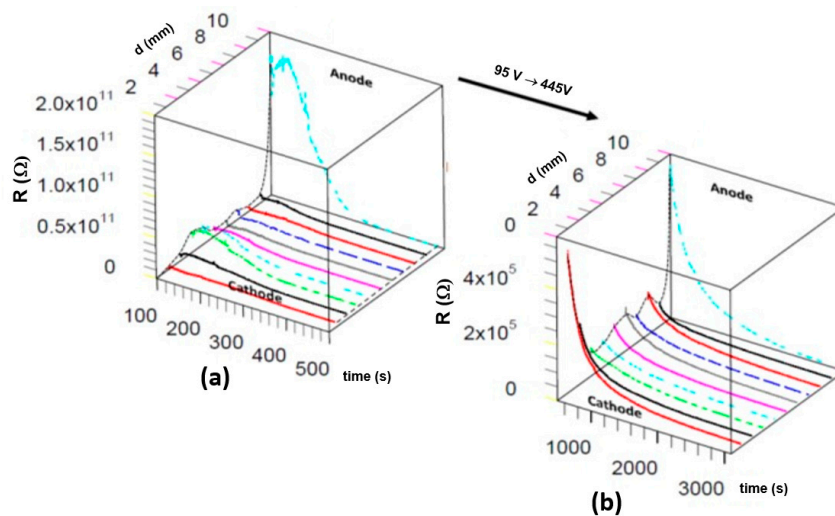 d (mm)
2 4 6 8 10
Anode
95 V → 445V
2.0x10¹¹
1.5x10¹¹
1.0x10¹¹
0.5x10¹¹
0
R (Ω)
Cathode
100 200 300 400 500
time (s)
(a)
d (mm)
0 2 4 6 8 10
Anode
4x10⁵
2x10⁵
0
R (Ω)
Cathode
1000 2000 3000
time (s)
(b)